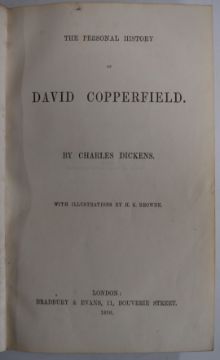 THE PERSONAL HISTORY
OF
DAVID COPPERFIELD.
BY CHARLES DICKENS.
WITH ILLUSTRATIONS BY H. K. BROWNE.
LONDON:
BRADBURY & EVANS, 11, BOUVERIE STREET.